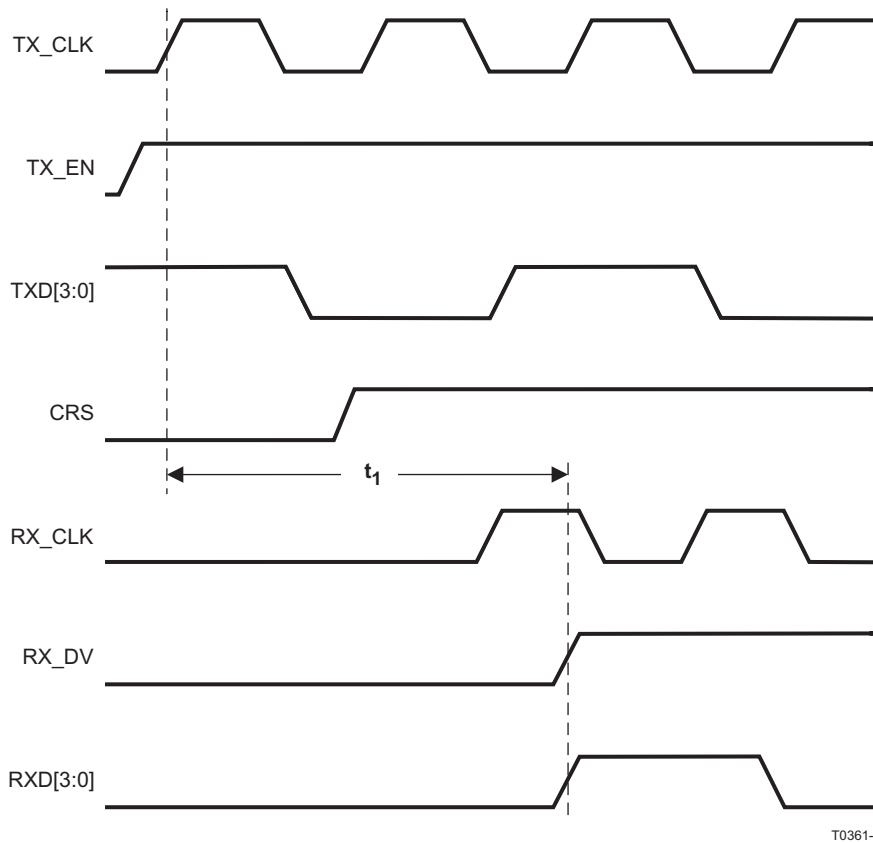 TX_CLK
TX_EN
TXD[3:0]
CRS
t1
RX_CLK
RX_DV
RXD[3:0]
T0361-